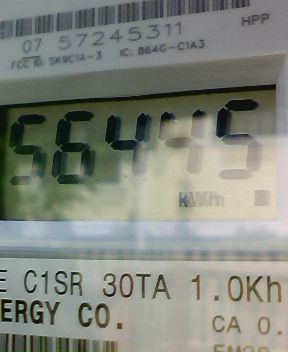 07 57245311
HPP
FCC ID: SK9C1A-3 IC: 864G-C1A3
56445
kWh
E C1SR 30TA 1.0Kh
ERGY CO.
CA 0.